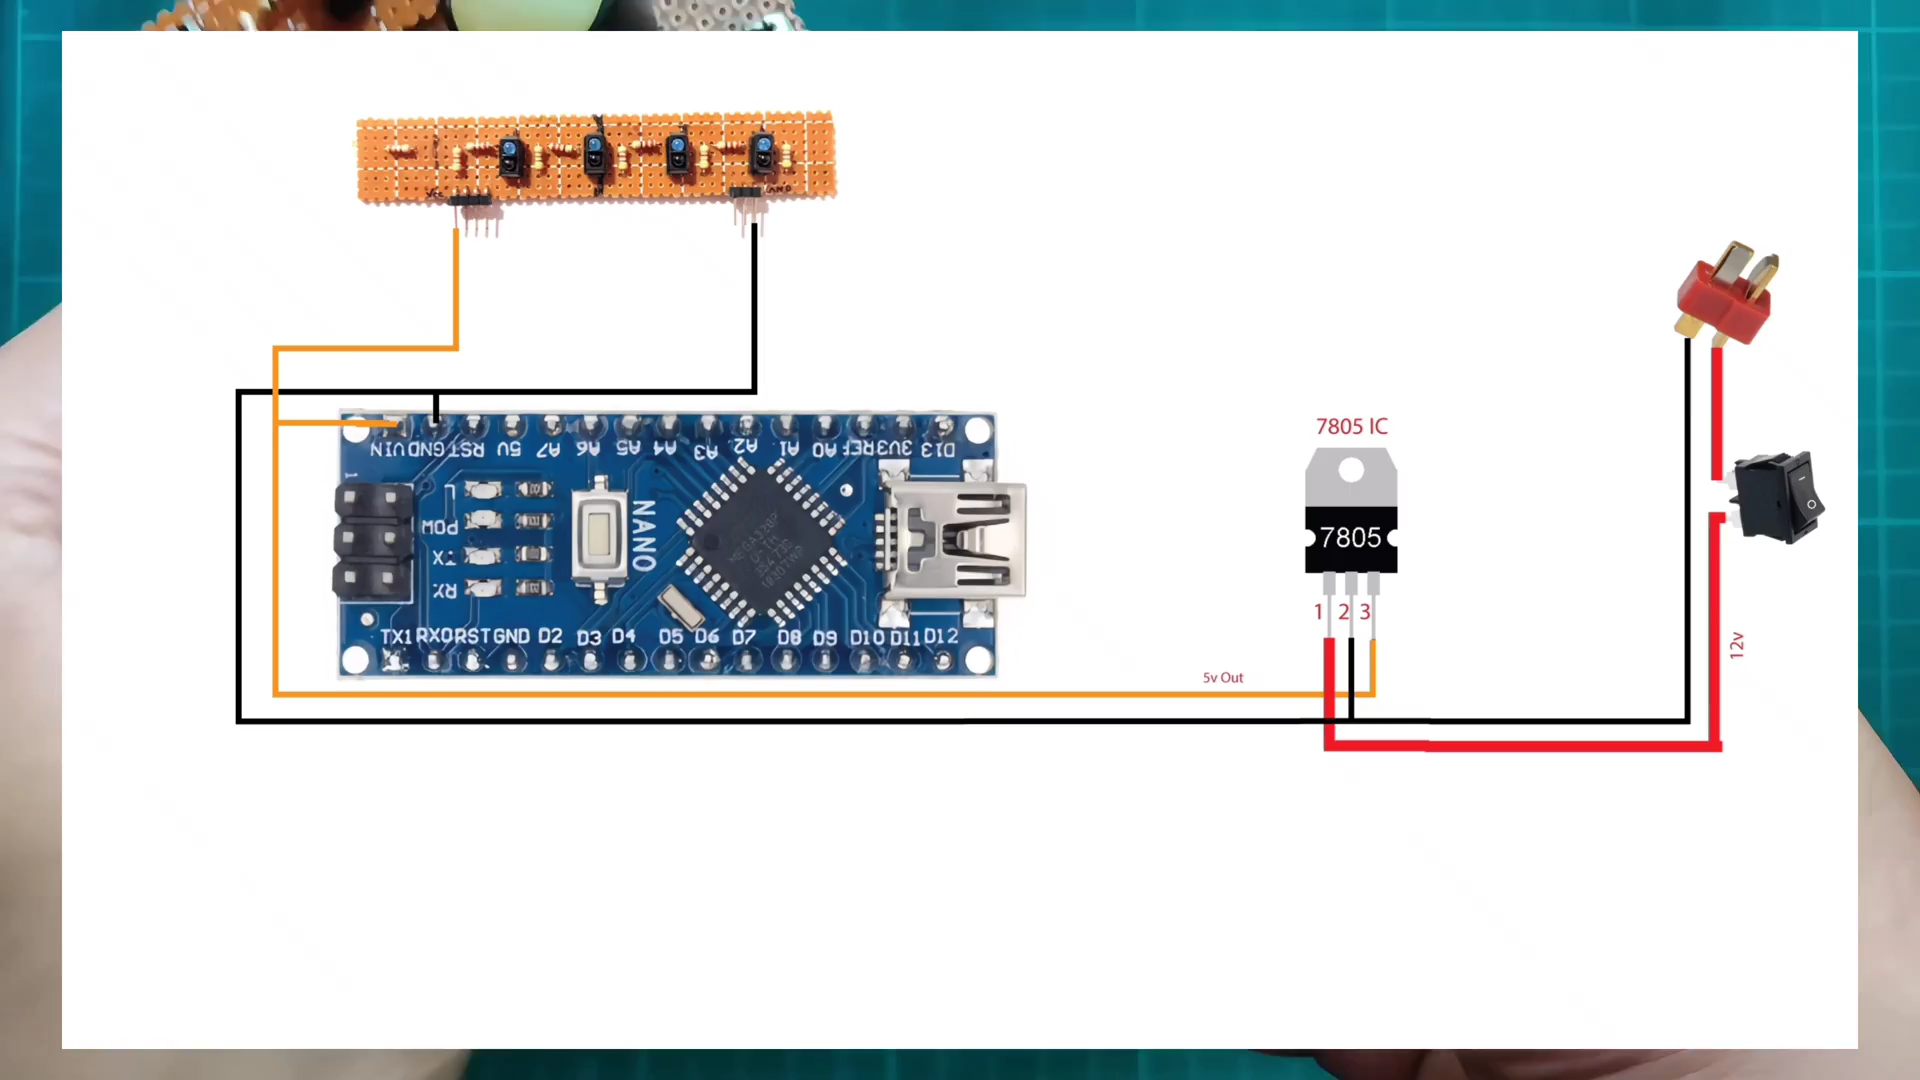 Vcc
VIN GND RST 5V A7 A6 A5 A4 A3 A2 A1 A0 REF 3V3 D13
1
L
POW
TX
RX
NANO
TX1 RX0 RST GND D2 D3 D4 D5 D6 D7 D8 D9 D10 D11 D12
7805 IC
7805
1 2 3
5v Out
12v